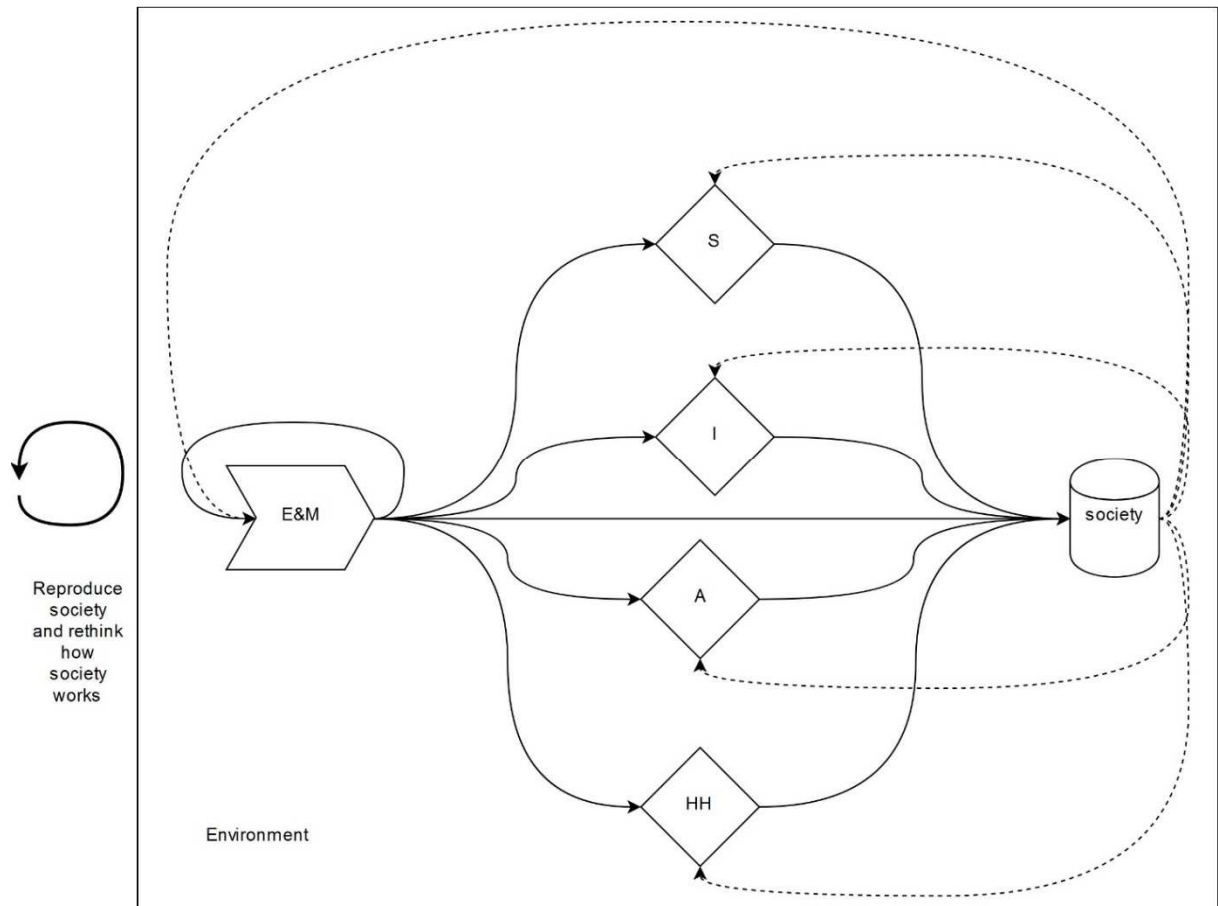 S
I
E&M
society
A
HH
Reproduce
society
and rethink
how
society
works
Environment